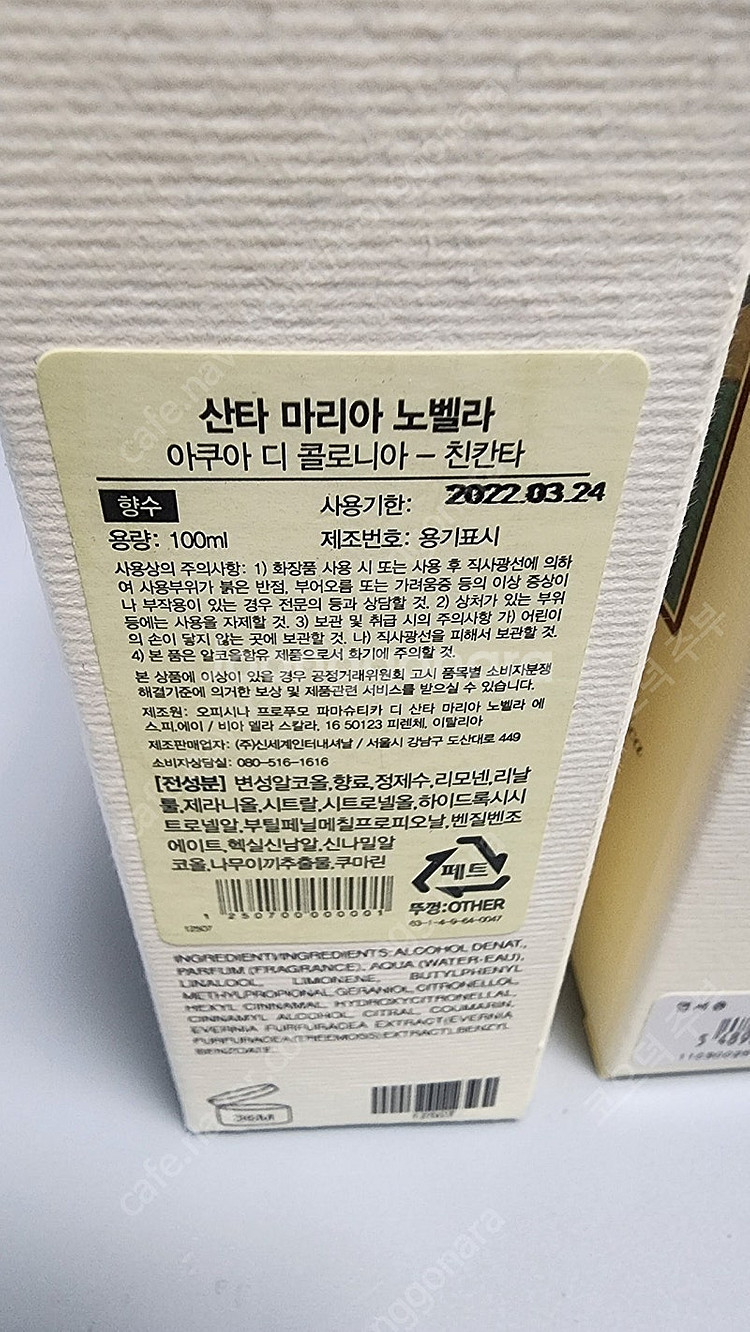 산타 마리아 노벨라
아쿠아 디 콜로니아 – 친칸타
향수 사용기한: 2022.03.24
용량: 100ml 제조번호: 용기표시
사용상의 주의사항: 1) 화장품 사용 시 또는 사용 후 직사광선에 의하
여 사용부위가 붉은 반점, 부어오름 또는 가려움증 등의 이상 증상이
나 부작용이 있는 경우 전문의 등과 상담할 것. 2) 상처가 있는 부위
등에는 사용을 자제할 것. 3) 보관 및 취급 시의 주의사항 가) 어린이
의 손이 닿지 않는 곳에 보관할 것. 나) 직사광선을 피해서 보관할 것.
4) 본 품은 알코올함유 제품으로서 화기에 주의할 것.
본 상품에 이상이 있을 경우 공정거래위원회 고시 품목별 소비자분쟁
해결기준에 의거한 보상 및 제품관련 서비스를 받으실 수 있습니다.
제조원: 오피시나 프로푸모 파마슈티카 디 산타 마리아 노벨라 에
스.피.에이 / 비아 델라 스칼라, 16 50123 피렌체, 이탈리아
제조판매업자: (주)신세계인터내셔날 / 서울시 강남구 도산대로 449
소비자상담실: 080-516-1616
[전성분] 변성알코올,향료,정제수,리모넨,리날
룰,제라니올,시트랄,시트로넬올,하이드록시시
트로넬알,부틸페닐메칠프로피오날,벤질벤조
에이트,헥실신남알,신나밀알
코올,나무이끼추출물,쿠마린
페트
뚜껑:OTHER
63-1-4-9-64-0047
1 250700 000001
12507
INGREDIENTI/INGREDIENTS: ALCOHOL DENAT.,
PARFUM (FRAGRANCE), AQUA (WATER-EAU),
LINALOOL, LIMONENE, BUTYLPHENYL
METHYLPROPIONAL, GERANIOL, CITRONELLOL,
HEXYL CINNAMAL, HYDROXYCITRONELLAL,
CINNAMYL ALCOHOL, CITRAL, COUMARIN,
EVERNIA FURFURACEA EXTRACT (EVERNIA
FURFURACEA (TREEMOSS) EXTRACT), BENZYL
BENZOATE.
36M
cafe.naver